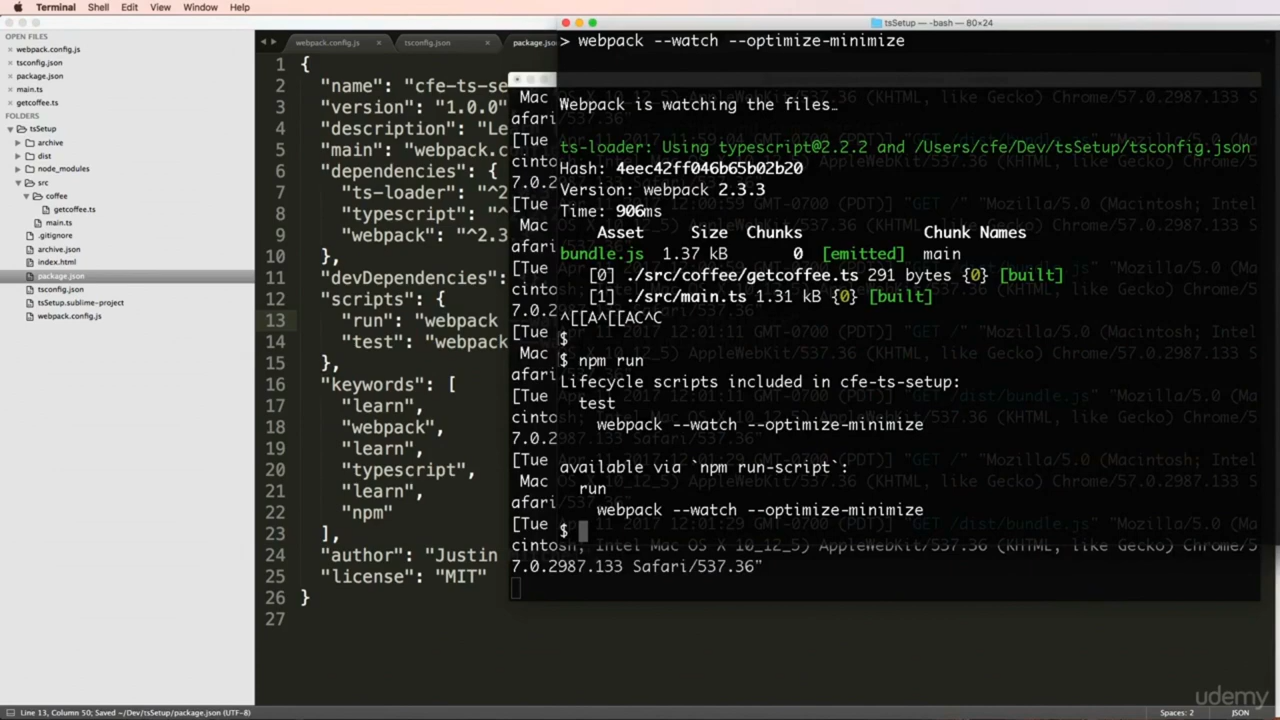 Terminal Shell Edit View Window Help
OPEN FILES
webpack.config.js
tsconfig.json
package.json
main.ts
getcoffee.ts
FOLDERS
tsSetup
archive
dist
node_modules
src
coffee
getcoffee.ts
main.ts
.gitignore
archive.json
index.html
package.json
tsconfig.json
tsSetup.sublime-project
webpack.config.js
webpack.config.js × tsconfig.json × package.jso
1 {
2 "name": "cfe-ts-se
3 "version": "1.0.0"
4 "description": "Le
5 "main": "webpack.c
6 "dependencies": {
7 "ts-loader": "^2
8 "typescript": "^
9 "webpack": "^2.3
10 },
11 "devDependencies":
12 "scripts": {
13 "run": "webpack
14 "test": "webpack
15 },
16 "keywords": [
17 "learn",
18 "webpack",
19 "learn",
20 "typescript",
21 "learn",
22 "npm"
23 ],
24 "author": "Justin
25 "license": "MIT"
26 }
27
tsSetup — -bash — 80×24
> webpack --watch --optimize-minimize
Webpack is watching the files…
ts-loader: Using typescript@2.2.2 and /Users/cfe/Dev/tsSetup/tsconfig.json
Hash: 4eec42ff046b65b02b20
Version: webpack 2.3.3
Time: 906ms
Asset Size Chunks Chunk Names
bundle.js 1.37 kB 0 [emitted] main
[0] ./src/coffee/getcoffee.ts 291 bytes {0} [built]
[1] ./src/main.ts 1.31 kB {0} [built]
^[[A^[[AC^C
$
$ npm run
Lifecycle scripts included in cfe-ts-setup:
test
webpack --watch --optimize-minimize
available via `npm run-script`:
run
webpack --watch --optimize-minimize
$
cintosh; Intel Mac OS X 10_12_5) AppleWebKit/537.36 (KHTML, like Gecko) Chrome/5
7.0.2987.133 Safari/537.36"
Line 13, Column 50; Saved ~/Dev/tsSetup/package.json (UTF-8)
Spaces: 2
JSON
udemy